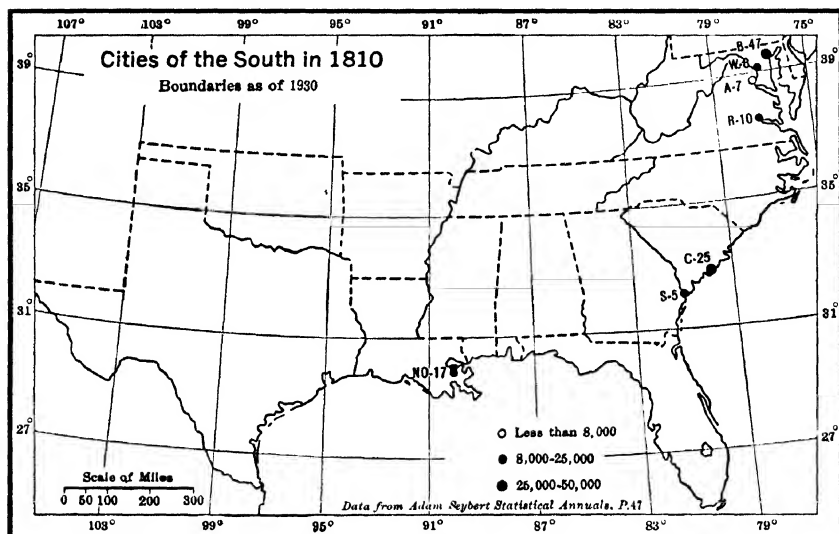 107° 103° 99° 95° 91° 87° 83° 79° 75°
Cities of the South in 1810
Boundaries as of 1930
39° 39°
B-47
W-8
A-7
R-10
35° 35°
C-25
S-5
31° 31°
NO-17
27° 27°
Less than 8,000
8,000-25,000
25,000-50,000
Scale of Miles
0 50 100 200 300
Data from Adam Seybert Statistical Annuals, P.47
103° 99° 95° 91° 87° 83° 79°